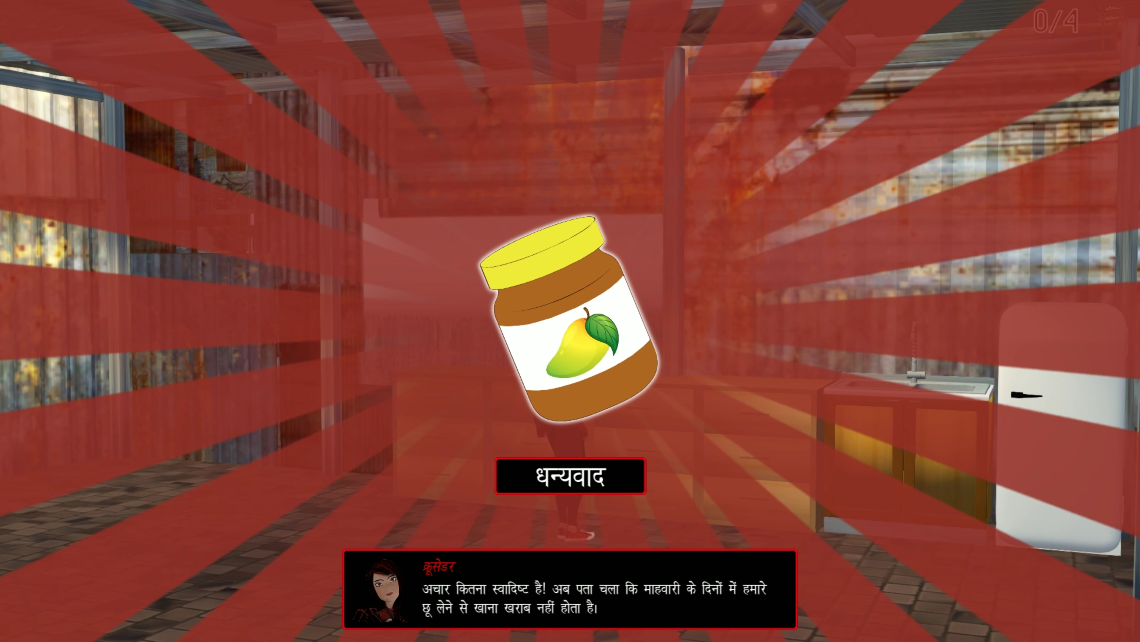 0/4
धन्यवाद
क्रूसेडर
अचार कितना स्वादिष्ट है! अब पता चला कि माहवारी के दिनों में हमारे
छू लेने से खाना खराब नहीं होता है।